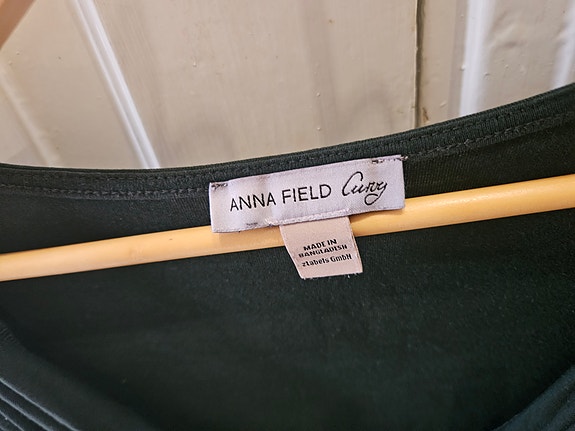 ANNA FIELD Curvy
MADE IN
BANGLADESH
zLabels GmbH